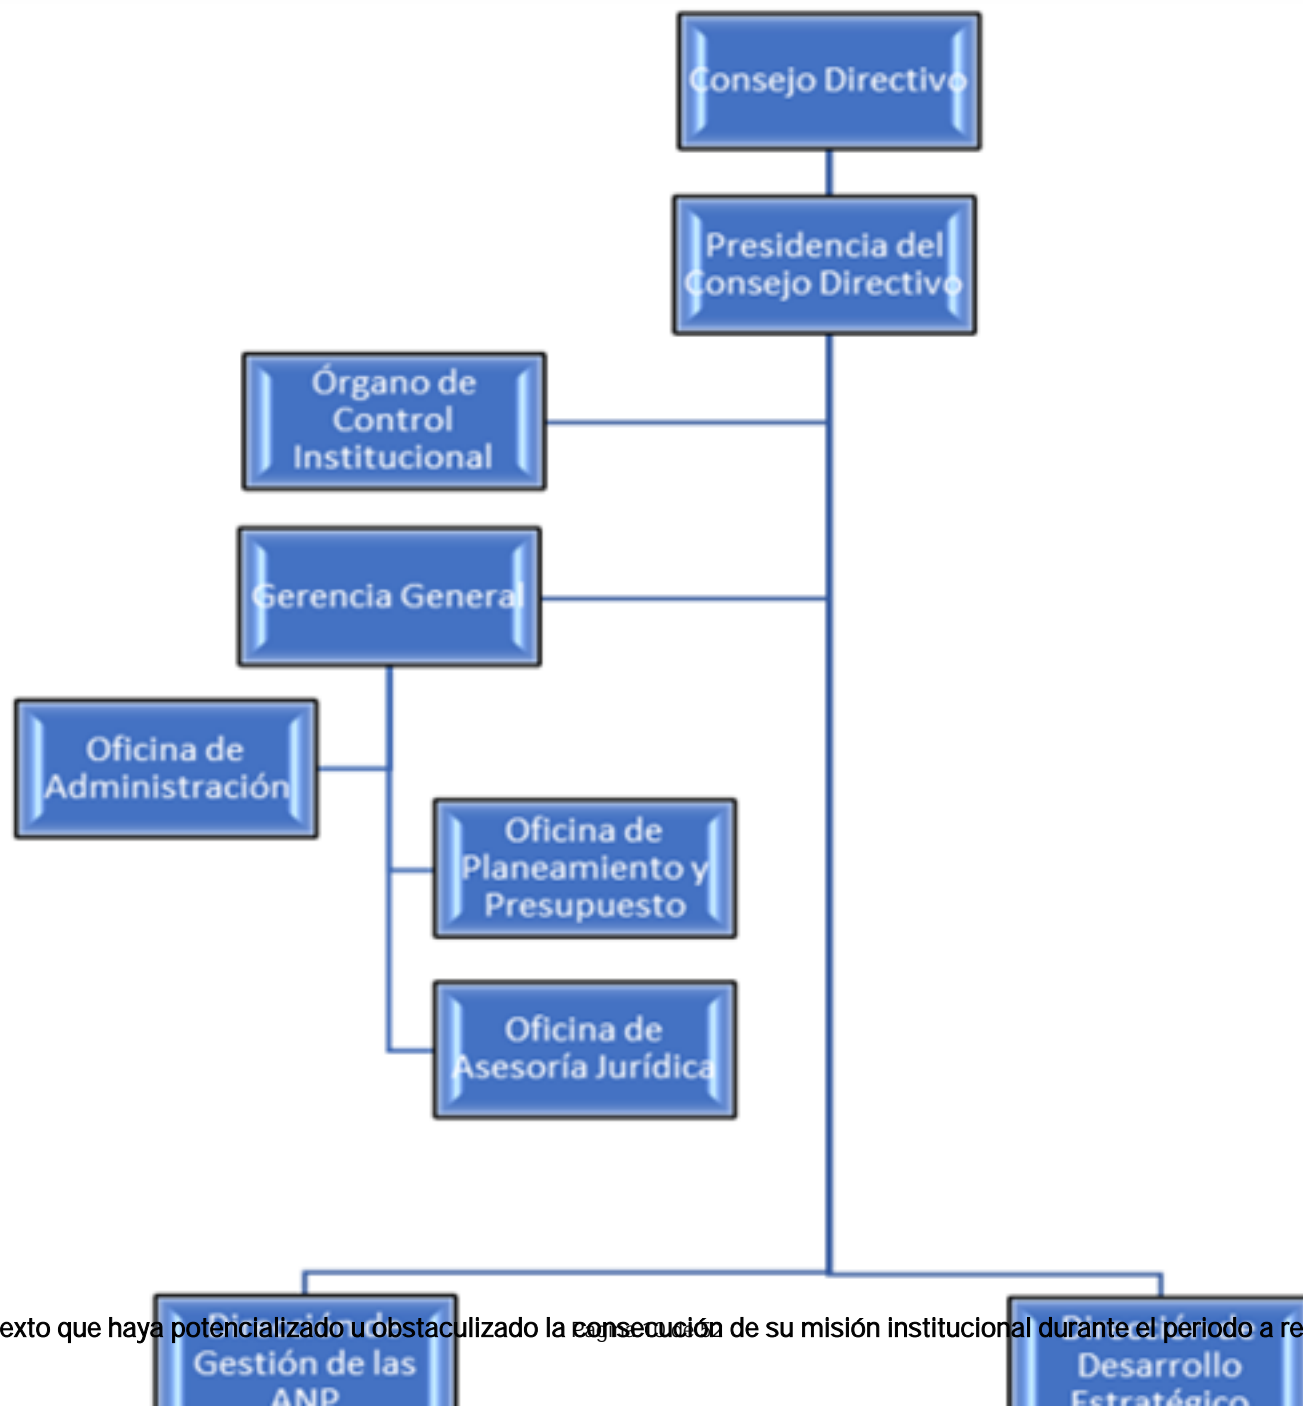 Consejo Directivo
Presidencia del
Consejo Directivo
Órgano de
Control
Institucional
Gerencia General
Oficina de
Administración
Oficina de
Planeamiento y
Presupuesto
Oficina de
Asesoría Jurídica
exto que haya potencializado u obstaculizado la consecución de su misión institucional durante el periodo a re
Gestión de las
ANP
Desarrollo
Estratégico